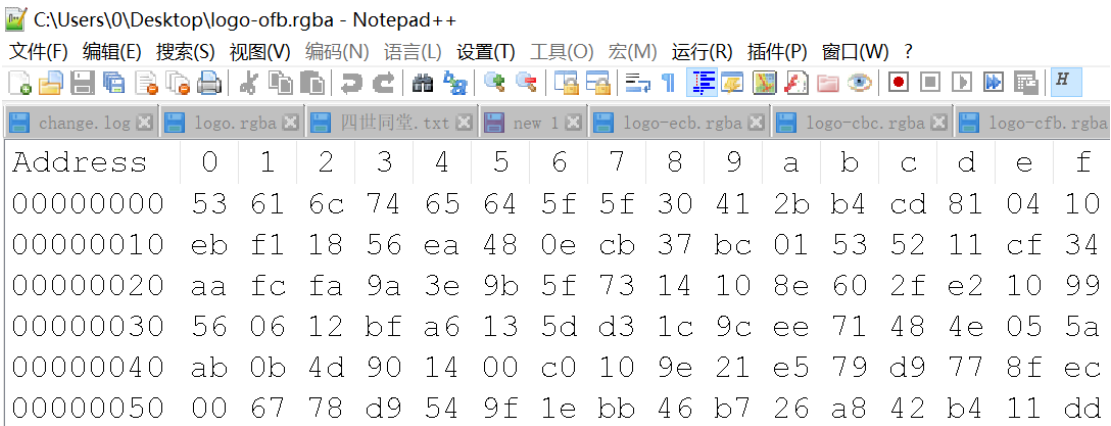 C:\Users\0\Desktop\logo-ofb.rgba - Notepad++
文件(F) 编辑(E) 搜索(S) 视图(V) 编码(N) 语言(L) 设置(T) 工具(O) 宏(M) 运行(R) 插件(P) 窗口(W) ?
H
change.log logo.rgba 四世同堂.txt new 1 logo-ecb.rgba logo-cbc.rgba logo-cfb.rgba
Address 0 1 2 3 4 5 6 7 8 9 a b c d e f
00000000 53 61 6c 74 65 64 5f 5f 30 41 2b b4 cd 81 04 10
00000010 eb f1 18 56 ea 48 0e cb 37 bc 01 53 52 11 cf 34
00000020 aa fc fa 9a 3e 9b 5f 73 14 10 8e 60 2f e2 10 99
00000030 56 06 12 bf a6 13 5d d3 1c 9c ee 71 48 4e 05 5a
00000040 ab 0b 4d 90 14 00 c0 10 9e 21 e5 79 d9 77 8f ec
00000050 00 67 78 d9 54 9f 1e bb 46 b7 26 a8 42 b4 11 dd